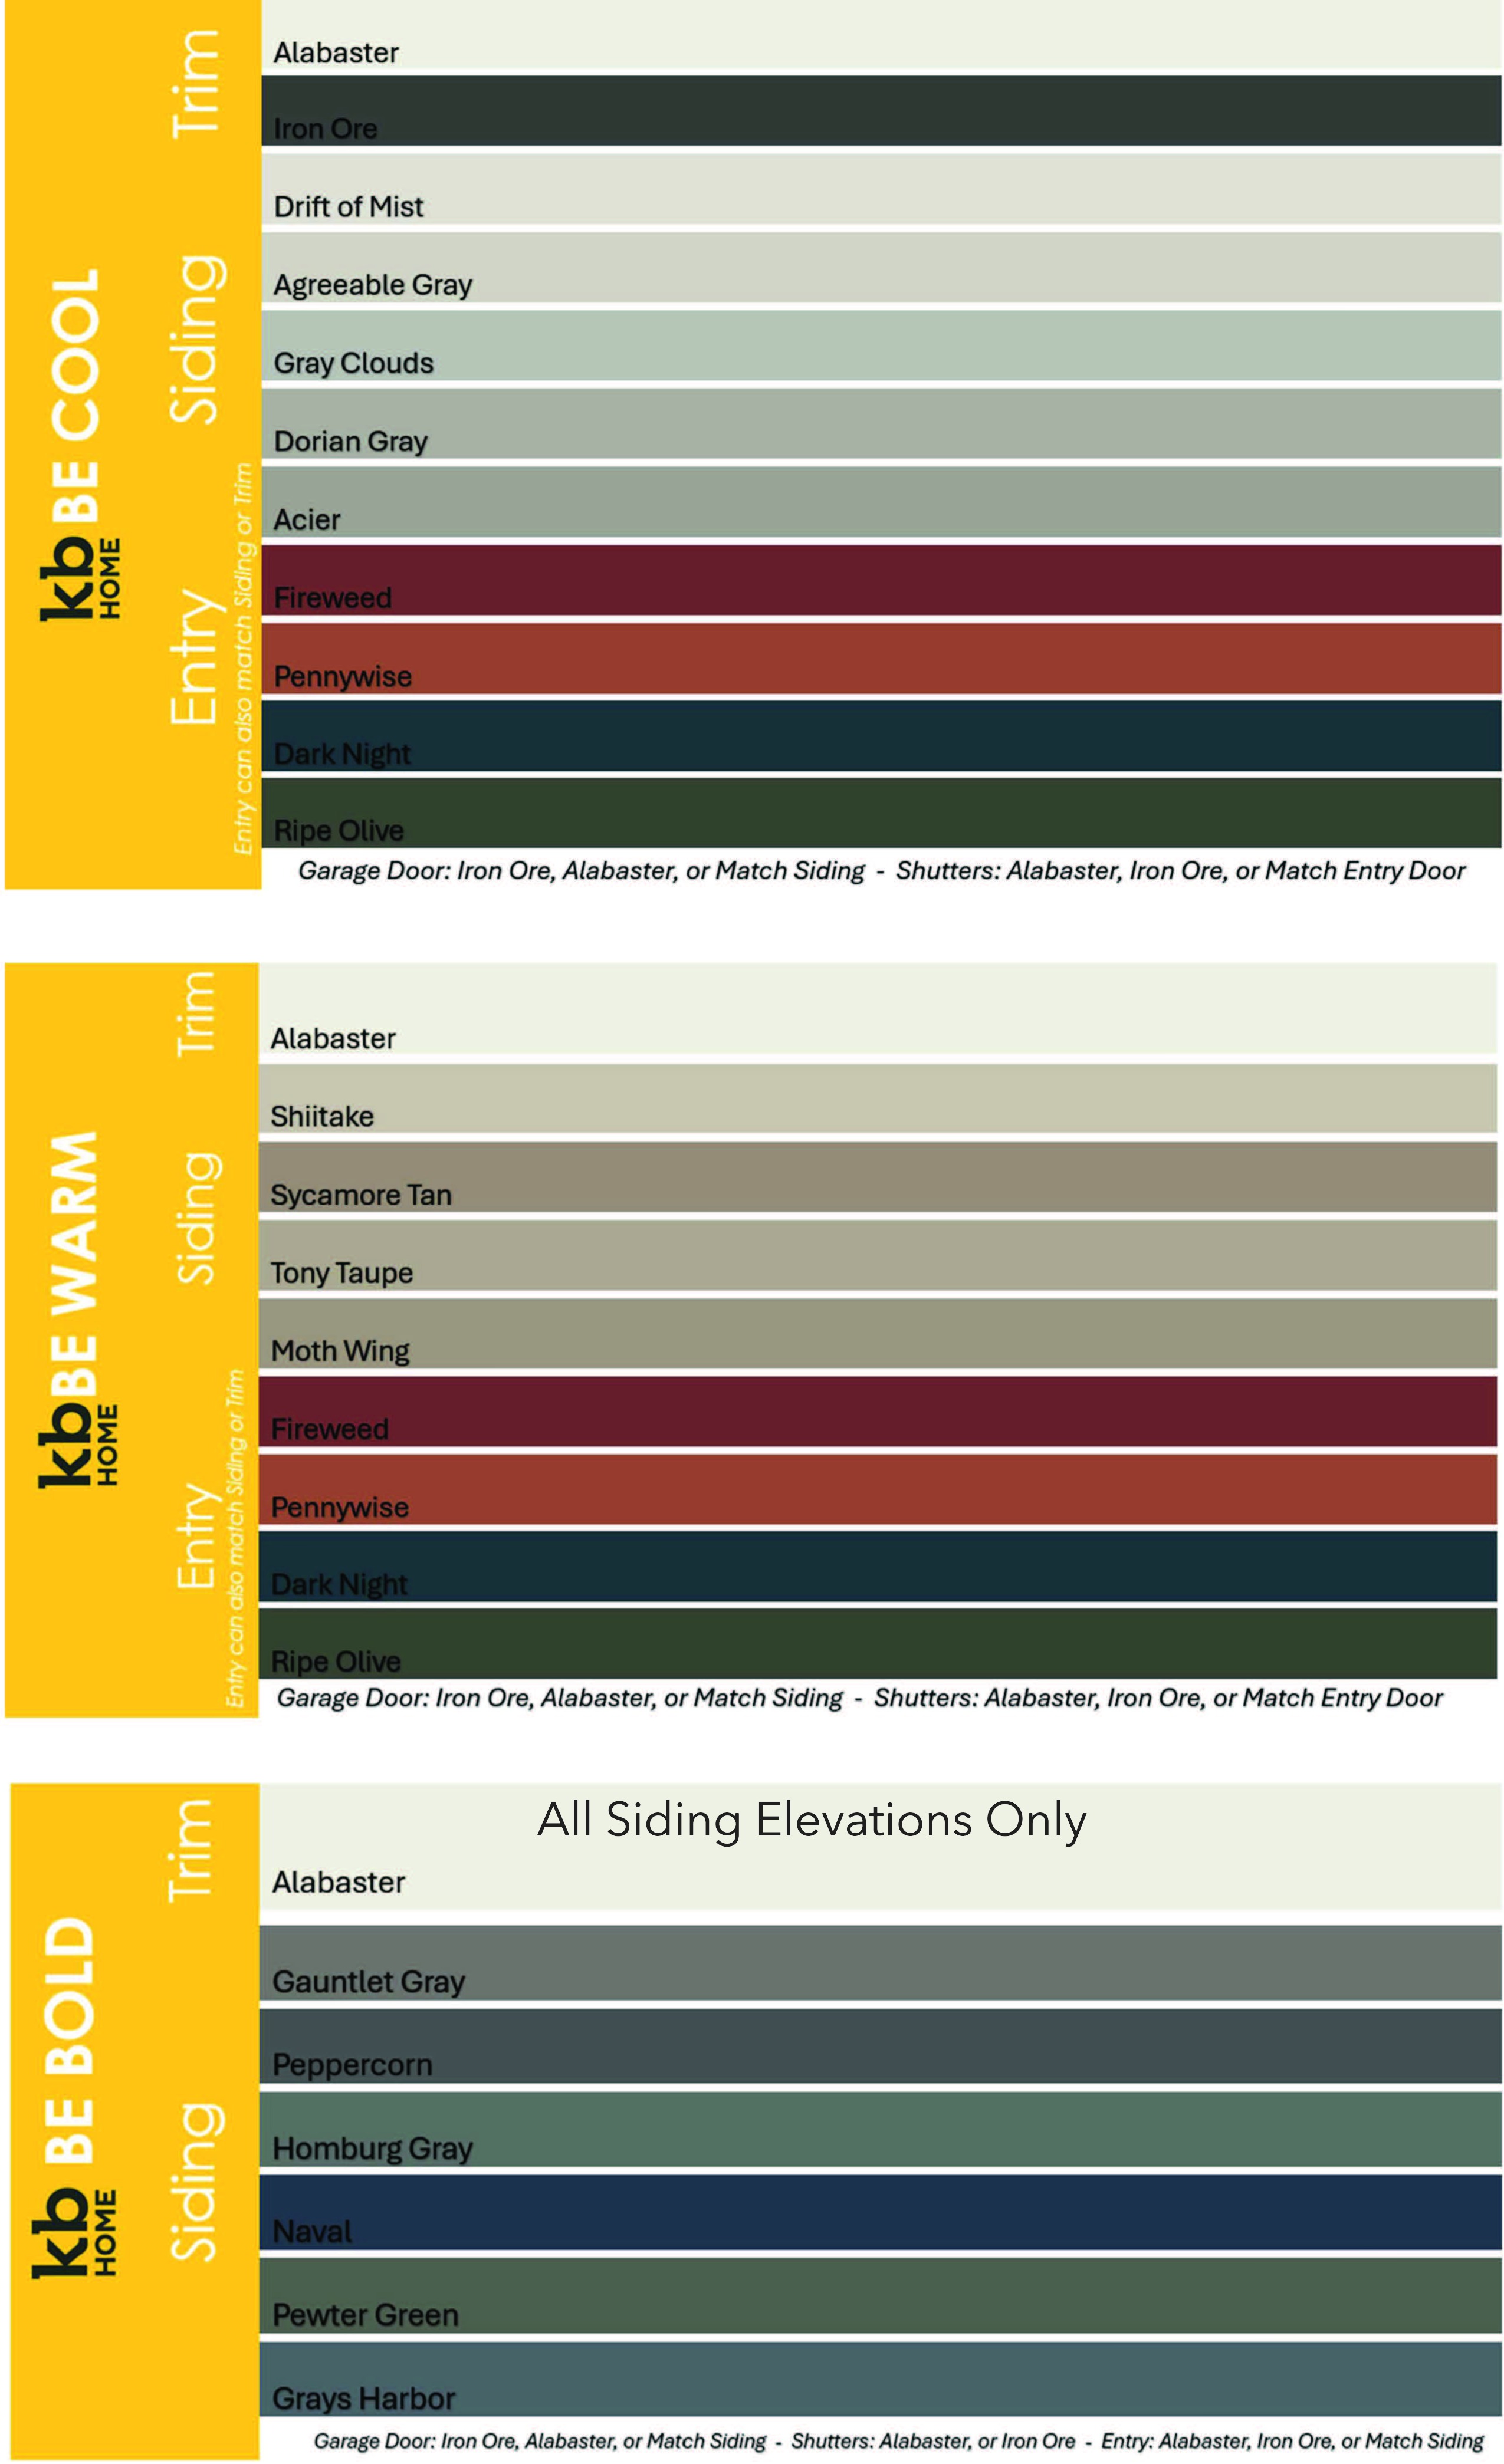 kb HOME BE COOL
Trim
Alabaster
Iron Ore
Siding
Drift of Mist
Agreeable Gray
Gray Clouds
Dorian Gray
Acier
Entry
Entry can also match Siding or Trim
Fireweed
Pennywise
Dark Night
Ripe Olive
Garage Door: Iron Ore, Alabaster, or Match Siding - Shutters: Alabaster, Iron Ore, or Match Entry Door
kb HOME BE WARM
Trim
Alabaster
Siding
Shiitake
Sycamore Tan
Tony Taupe
Moth Wing
Entry
Entry can also match Siding or Trim
Fireweed
Pennywise
Dark Night
Ripe Olive
Garage Door: Iron Ore, Alabaster, or Match Siding - Shutters: Alabaster, Iron Ore, or Match Entry Door
kb HOME BE BOLD
Trim
All Siding Elevations Only
Alabaster
Siding
Gauntlet Gray
Peppercorn
Homburg Gray
Naval
Pewter Green
Grays Harbor
Garage Door: Iron Ore, Alabaster, or Match Siding - Shutters: Alabaster, or Iron Ore - Entry: Alabaster, Iron Ore, or Match Siding